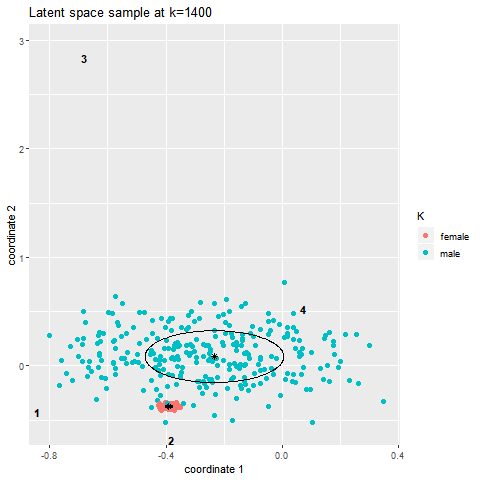 Latent space sample at k=1400
3
3
2
1
0
4
1
2
-0.8
-0.4
0.0
0.4
coordinate 1
coordinate 2
K
female
male